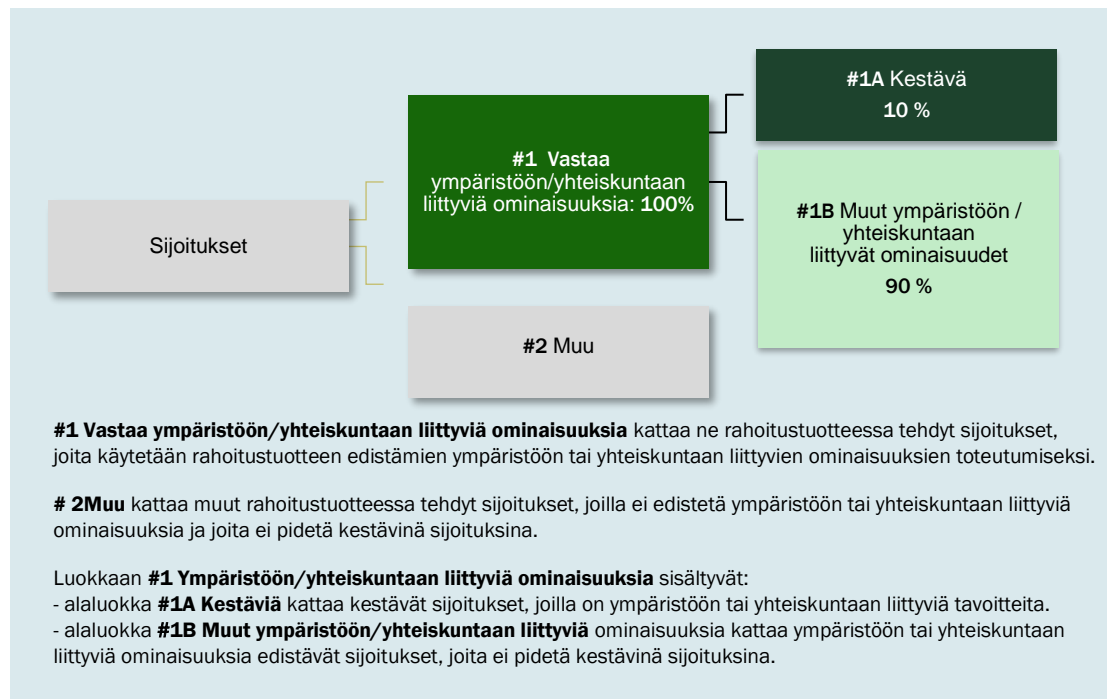 #1A Kestävä
10 %
#1 Vastaa
ympäristöön/yhteiskuntaan
liittyviä ominaisuuksia: 100%
#1B Muut ympäristöön /
yhteiskuntaan
liittyvät ominaisuudet
90 %
Sijoitukset
#2 Muu
#1 Vastaa ympäristöön/yhteiskuntaan liittyviä ominaisuuksia kattaa ne rahoitustuotteessa tehdyt sijoitukset,
joita käytetään rahoitustuotteen edistämien ympäristöön tai yhteiskuntaan liittyvien ominaisuuksien toteutumiseksi.
# 2Muu kattaa muut rahoitustuotteessa tehdyt sijoitukset, joilla ei edistetä ympäristöön tai yhteiskuntaan liittyviä
ominaisuuksia ja joita ei pidetä kestävinä sijoituksina.
Luokkaan #1 Ympäristöön/yhteiskuntaan liittyviä ominaisuuksia sisältyvät:
- alaluokka #1A Kestäviä kattaa kestävät sijoitukset, joilla on ympäristöön tai yhteiskuntaan liittyviä tavoitteita.
- alaluokka #1B Muut ympäristöön/yhteiskuntaan liittyviä ominaisuuksia kattaa ympäristöön tai yhteiskuntaan
liittyviä ominaisuuksia edistävät sijoitukset, joita ei pidetä kestävinä sijoituksina.